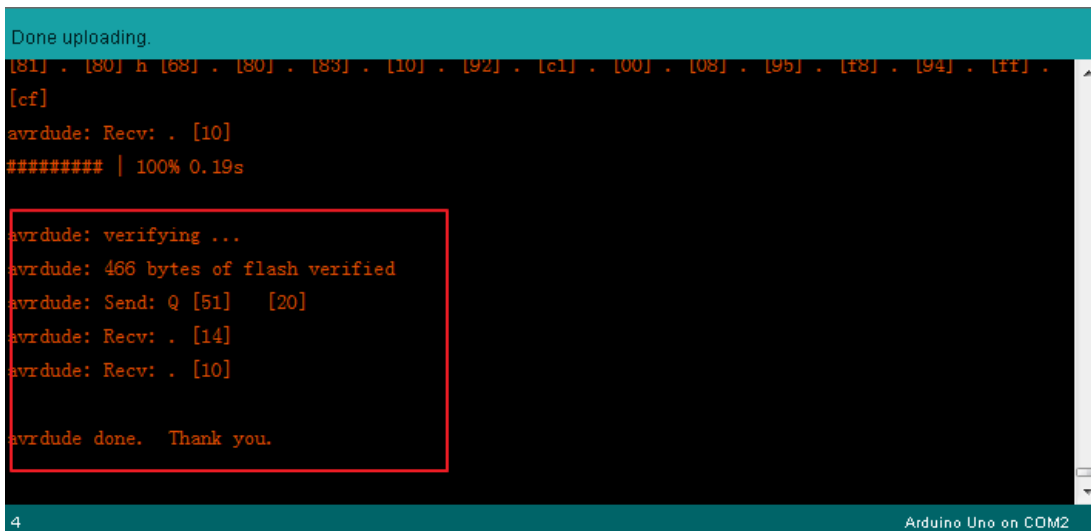 Done uploading.
[81] . [80] h [68] . [80] . [83] . [10] . [92] . [c1] . [00] . [08] . [95] . [f8] . [94] . [ff] .
[cf]
avrdude: Recv: . [10]
######### | 100% 0.19s
avrdude: verifying ...
avrdude: 466 bytes of flash verified
avrdude: Send: Q [51]   [20]
avrdude: Recv: . [14]
avrdude: Recv: . [10]
avrdude done.  Thank you.
4
Arduino Uno on COM2